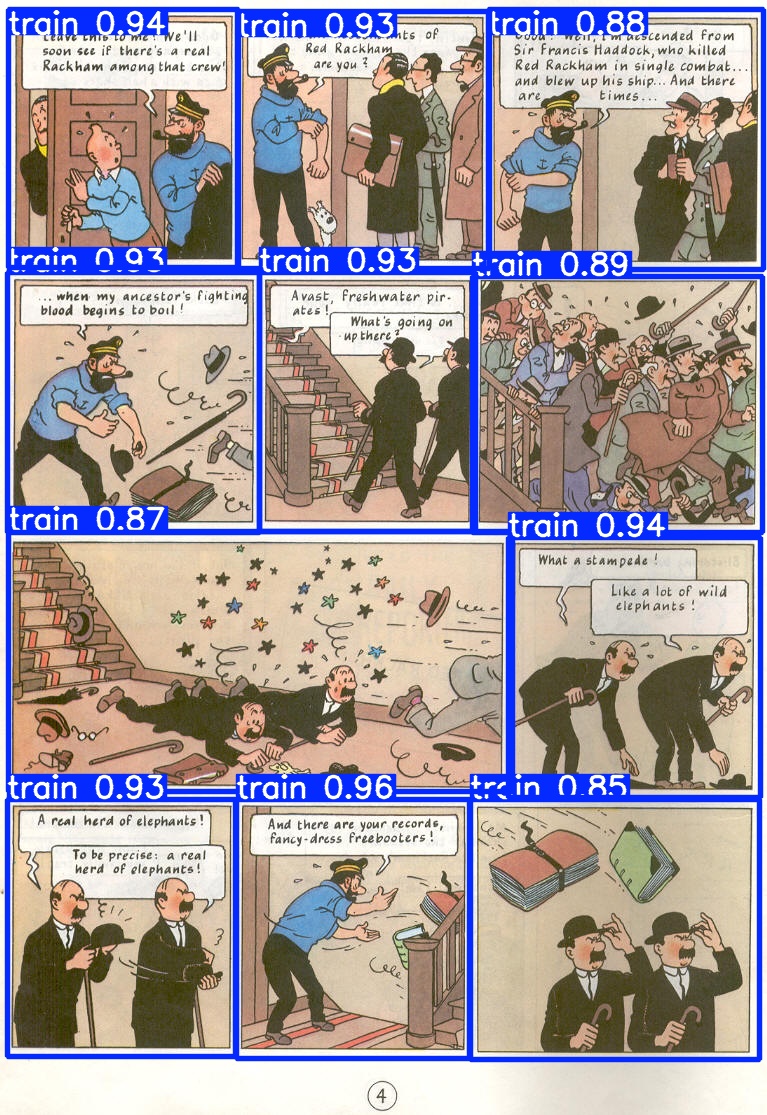 train 0.94
Leave this to me! We'll
soon see if there's a real
Rackham among that crew!
train 0.93
of
Red Rackham
are you?
train 0.88
Good! Well, I'm descended from
Sir Francis Haddock, who killed
Red Rackham in single combat...
and blew up his ship... And there
are times...
train 0.93
... when my ancestor's fighting
blood begins to boil!
train 0.93
Avast, freshwater pir-
ates!
What's going on
up there?
train 0.89
train 0.87
train 0.94
What a stampede!
Like a lot of wild
elephants!
train 0.93
A real herd of elephants!
To be precise: a real
herd of elephants!
train 0.96
And there are your records,
fancy-dress freebooters!
train 0.85
4